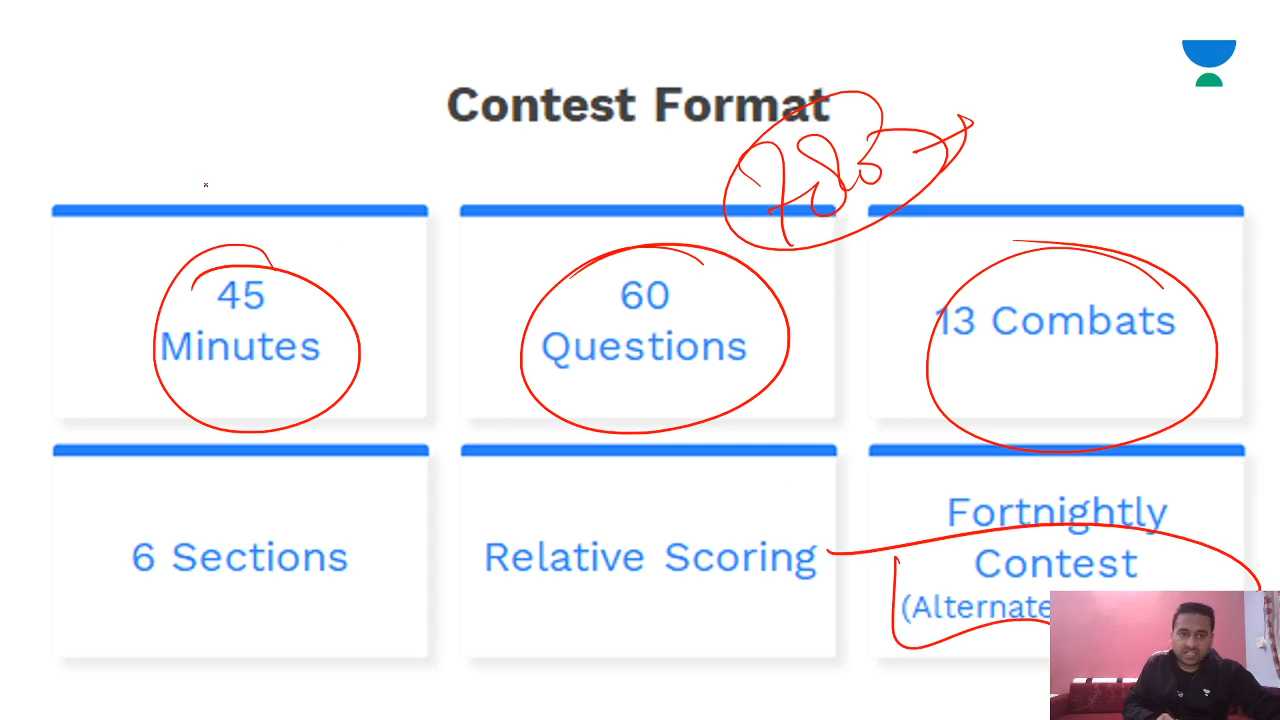 Contest Format
45
Minutes
60
Questions
13 Combats
6 Sections
Relative Scoring
Fortnightly
Contest
(Alternate